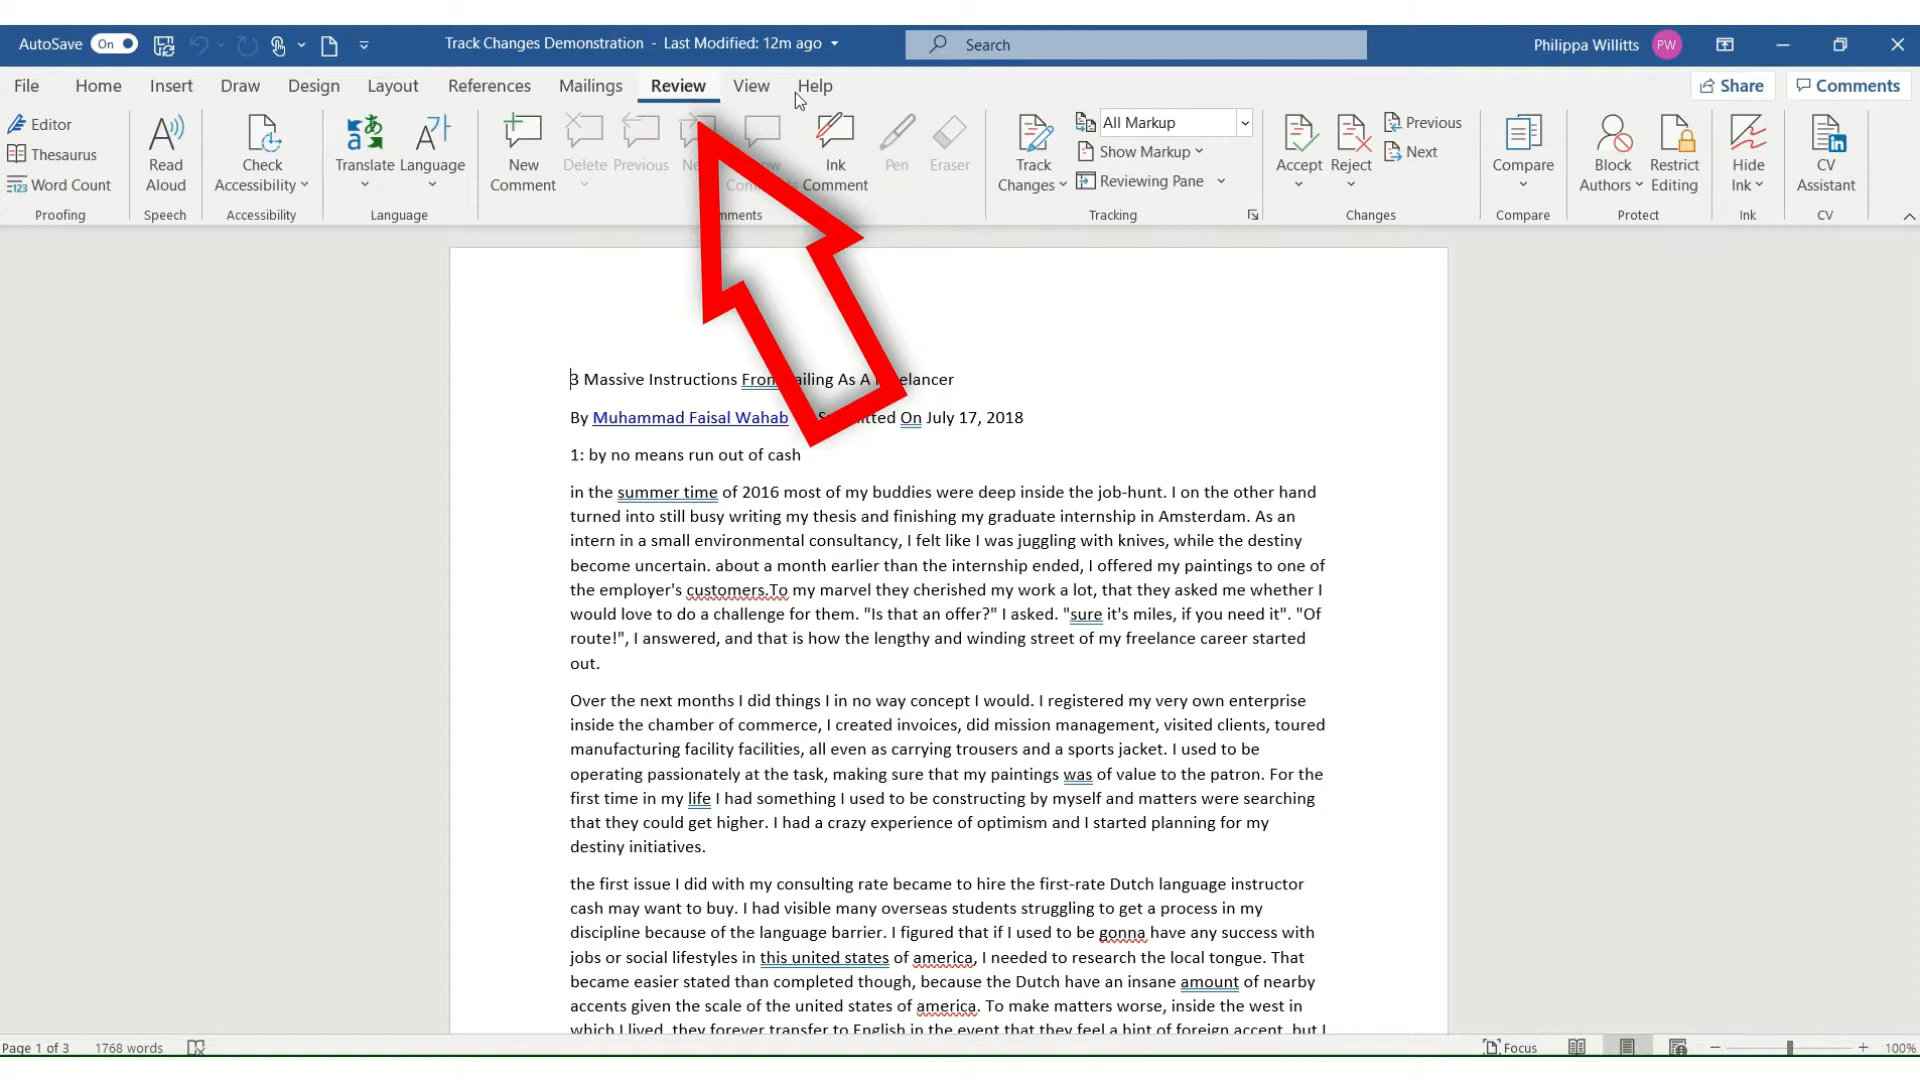 AutoSave On Track Changes Demonstration - Last Modified: 12m ago Search Philippa Willitts PW
File Home Insert Draw Design Layout References Mailings Review View Help Share Comments
Editor
Thesaurus
Word Count
Proofing
Read
Aloud
Speech
Check
Accessibility
Accessibility
Translate Language
Language
New
Comment
Delete Previous
Ink
Comment
Pen Eraser
Track
Changes
All Markup
Show Markup
Reviewing Pane
Tracking
Accept Reject
Previous
Next
Changes
Compare
Compare
Block
Authors
Restrict
Editing
Protect
Hide
Ink
Ink
CV
Assistant
CV
3 Massive Instructions From ailing As A elancer
By Muhammad Faisal Wahab On July 17, 2018
1: by no means run out of cash
in the summer time of 2016 most of my buddies were deep inside the job-hunt. I on the other hand
turned into still busy writing my thesis and finishing my graduate internship in Amsterdam. As an
intern in a small environmental consultancy, I felt like I was juggling with knives, while the destiny
become uncertain. about a month earlier than the internship ended, I offered my paintings to one of
the employer's customers.To my marvel they cherished my work a lot, that they asked me whether I
would love to do a challenge for them. "Is that an offer?" I asked. "sure it's miles, if you need it". "Of
route!", I answered, and that is how the lengthy and winding street of my freelance career started
out.
Over the next months I did things I in no way concept I would. I registered my very own enterprise
inside the chamber of commerce, I created invoices, did mission management, visited clients, toured
manufacturing facility facilities, all even as carrying trousers and a sports jacket. I used to be
operating passionately at the task, making sure that my paintings was of value to the patron. For the
first time in my life I had something I used to be constructing by myself and matters were searching
that they could get higher. I had a crazy experience of optimism and I started planning for my
destiny initiatives.
the first issue I did with my consulting rate became to hire the first-rate Dutch language instructor
cash may want to buy. I had visible many overseas students struggling to get a process in my
discipline because of the language barrier. I figured that if I used to be gonna have any success with
jobs or social lifestyles in this united states of america, I needed to research the local tongue. That
became easier stated than completed though, because the Dutch have an insane amount of nearby
accents given the scale of the united states of america. To make matters worse, inside the west in
which I lived, they forever transfer to English in the event that they feel a hint of foreign accent, but I
Page 1 of 3 1768 words Focus 100%